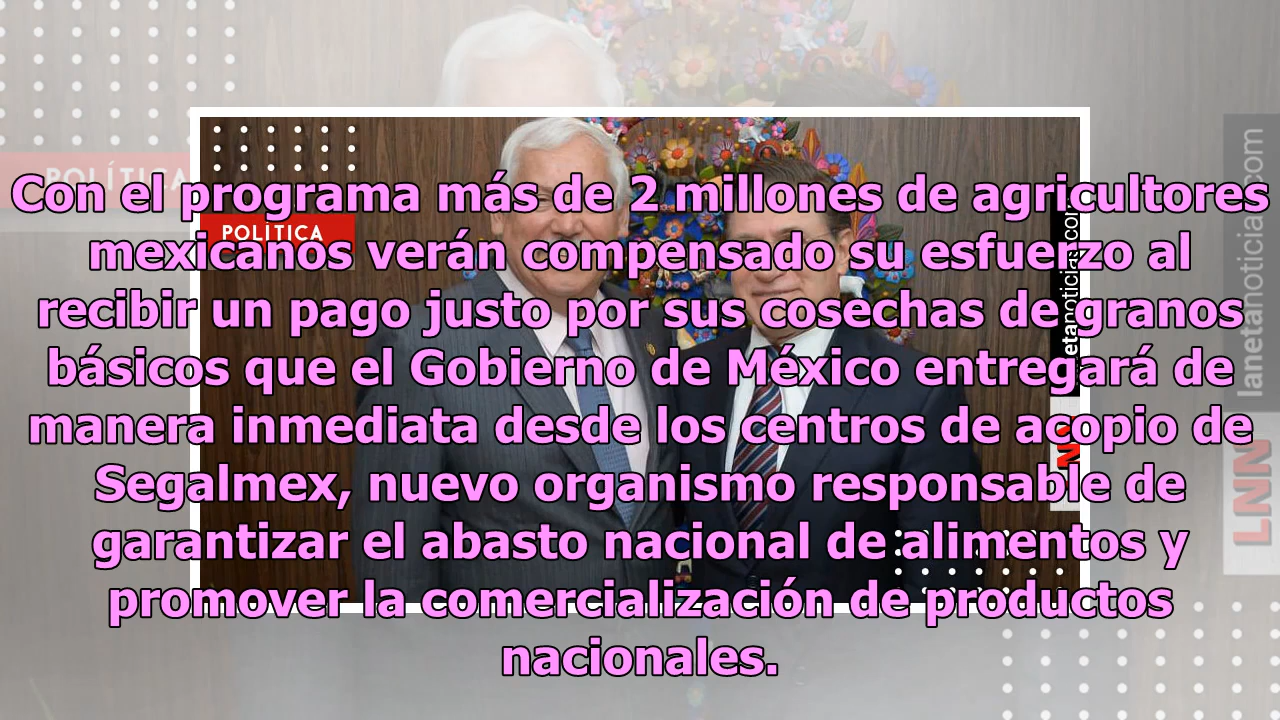 POLÍTICA
Con el programa más de 2 millones de agricultores
POLÍTICA
mexicanos verán compensado su esfuerzo al
recibir un pago justo por sus cosechas de granos
básicos que el Gobierno de México entregará de
manera inmediata desde los centros de acopio de
Segalmex, nuevo organismo responsable de
garantizar el abasto nacional de alimentos y
promover la comercialización de productos
nacionales.
lanetanoticias.com
LNN